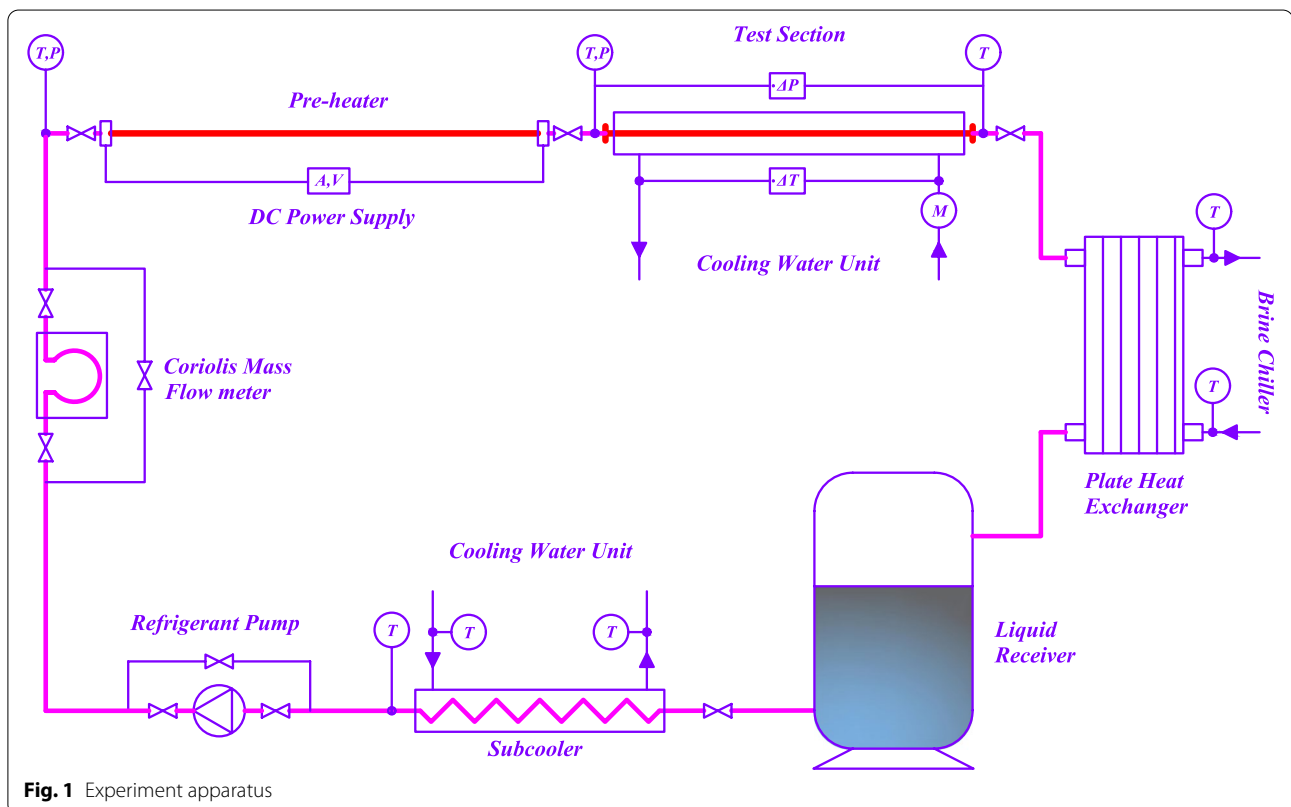 Test Section
T,P
T,P
·ΔP
T
Pre-heater
A,V
DC Power Supply
·ΔT
M
Cooling Water Unit
T
Brine Chiller
Coriolis Mass
Flow meter
T
Plate Heat
Exchanger
Cooling Water Unit
Refrigerant Pump
T
T
T
Liquid
Receiver
Subcooler
Fig. 1 Experiment apparatus